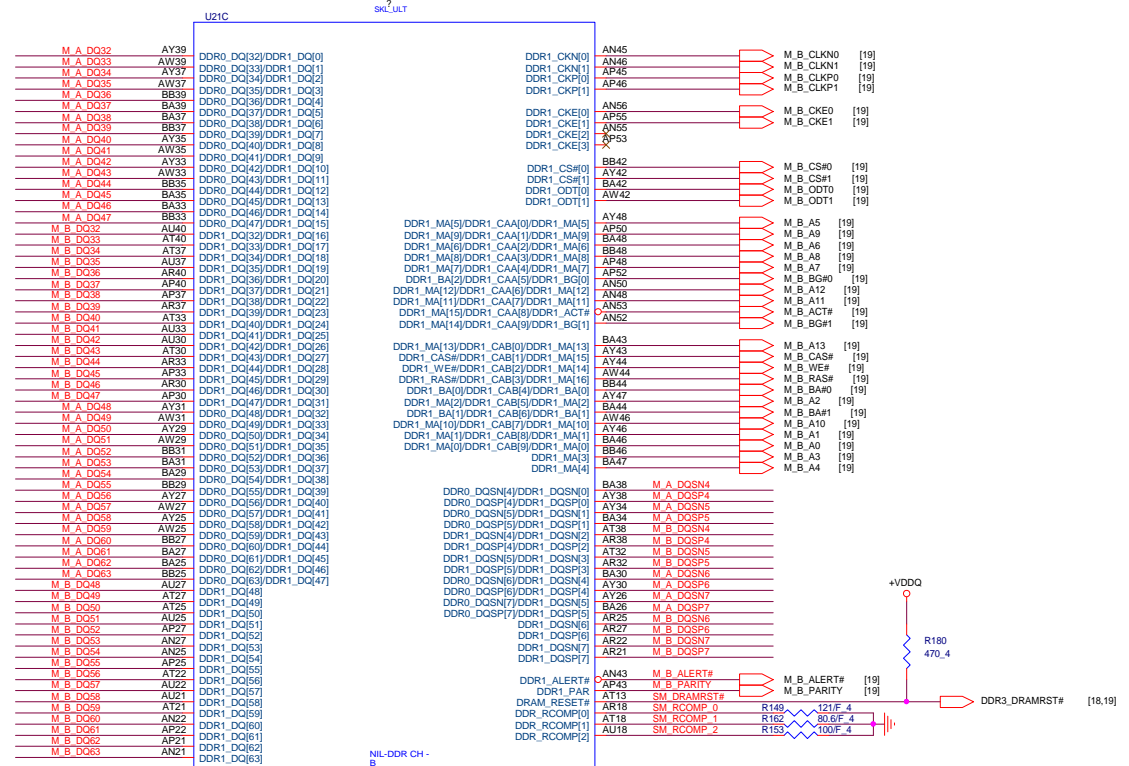 ?
SKL_ULT
U21C
M_A_DQ32 AY39 DDR0_DQ[32]/DDR1_DQ[0]
M_A_DQ33 AW39 DDR0_DQ[33]/DDR1_DQ[1]
M_A_DQ34 AY37 DDR0_DQ[34]/DDR1_DQ[2]
M_A_DQ35 AW37 DDR0_DQ[35]/DDR1_DQ[3]
M_A_DQ36 BB39 DDR0_DQ[36]/DDR1_DQ[4]
M_A_DQ37 BA39 DDR0_DQ[37]/DDR1_DQ[5]
M_A_DQ38 BA37 DDR0_DQ[38]/DDR1_DQ[6]
M_A_DQ39 BB37 DDR0_DQ[39]/DDR1_DQ[7]
M_A_DQ40 AY35 DDR0_DQ[40]/DDR1_DQ[8]
M_A_DQ41 AW35 DDR0_DQ[41]/DDR1_DQ[9]
M_A_DQ42 AY33 DDR0_DQ[42]/DDR1_DQ[10]
M_A_DQ43 AW33 DDR0_DQ[43]/DDR1_DQ[11]
M_A_DQ44 BB35 DDR0_DQ[44]/DDR1_DQ[12]
M_A_DQ45 BA35 DDR0_DQ[45]/DDR1_DQ[13]
M_A_DQ46 BA33 DDR0_DQ[46]/DDR1_DQ[14]
M_A_DQ47 BB33 DDR0_DQ[47]/DDR1_DQ[15]
M_B_DQ32 AU40 DDR1_DQ[32]/DDR1_DQ[16]
M_B_DQ33 AT40 DDR1_DQ[33]/DDR1_DQ[17]
M_B_DQ34 AT37 DDR1_DQ[34]/DDR1_DQ[18]
M_B_DQ35 AU37 DDR1_DQ[35]/DDR1_DQ[19]
M_B_DQ36 AR40 DDR1_DQ[36]/DDR1_DQ[20]
M_B_DQ37 AP40 DDR1_DQ[37]/DDR1_DQ[21]
M_B_DQ38 AP37 DDR1_DQ[38]/DDR1_DQ[22]
M_B_DQ39 AR37 DDR1_DQ[39]/DDR1_DQ[23]
M_B_DQ40 AT33 DDR1_DQ[40]/DDR1_DQ[24]
M_B_DQ41 AU33 DDR1_DQ[41]/DDR1_DQ[25]
M_B_DQ42 AU30 DDR1_DQ[42]/DDR1_DQ[26]
M_B_DQ43 AT30 DDR1_DQ[43]/DDR1_DQ[27]
M_B_DQ44 AR33 DDR1_DQ[44]/DDR1_DQ[28]
M_B_DQ45 AP33 DDR1_DQ[45]/DDR1_DQ[29]
M_B_DQ46 AR30 DDR1_DQ[46]/DDR1_DQ[30]
M_B_DQ47 AP30 DDR1_DQ[47]/DDR1_DQ[31]
M_A_DQ48 AY31 DDR0_DQ[48]/DDR1_DQ[32]
M_A_DQ49 AW31 DDR0_DQ[49]/DDR1_DQ[33]
M_A_DQ50 AY29 DDR0_DQ[50]/DDR1_DQ[34]
M_A_DQ51 AW29 DDR0_DQ[51]/DDR1_DQ[35]
M_A_DQ52 BB31 DDR0_DQ[52]/DDR1_DQ[36]
M_A_DQ53 BA31 DDR0_DQ[53]/DDR1_DQ[37]
M_A_DQ54 BA29 DDR0_DQ[54]/DDR1_DQ[38]
M_A_DQ55 BB29 DDR0_DQ[55]/DDR1_DQ[39]
M_A_DQ56 AY27 DDR0_DQ[56]/DDR1_DQ[40]
M_A_DQ57 AW27 DDR0_DQ[57]/DDR1_DQ[41]
M_A_DQ58 AY25 DDR0_DQ[58]/DDR1_DQ[42]
M_A_DQ59 AW25 DDR0_DQ[59]/DDR1_DQ[43]
M_A_DQ60 BB27 DDR0_DQ[60]/DDR1_DQ[44]
M_A_DQ61 BA27 DDR0_DQ[61]/DDR1_DQ[45]
M_A_DQ62 BA25 DDR0_DQ[62]/DDR1_DQ[46]
M_A_DQ63 BB25 DDR0_DQ[63]/DDR1_DQ[47]
M_B_DQ48 AU27 DDR1_DQ[48]
M_B_DQ49 AT27 DDR1_DQ[49]
M_B_DQ50 AT25 DDR1_DQ[50]
M_B_DQ51 AU25 DDR1_DQ[51]
M_B_DQ52 AP27 DDR1_DQ[52]
M_B_DQ53 AN27 DDR1_DQ[53]
M_B_DQ54 AN25 DDR1_DQ[54]
M_B_DQ55 AP25 DDR1_DQ[55]
M_B_DQ56 AT22 DDR1_DQ[56]
M_B_DQ57 AU22 DDR1_DQ[57]
M_B_DQ58 AU21 DDR1_DQ[58]
M_B_DQ59 AT21 DDR1_DQ[59]
M_B_DQ60 AN22 DDR1_DQ[60]
M_B_DQ61 AP22 DDR1_DQ[61]
M_B_DQ62 AP21 DDR1_DQ[62]
M_B_DQ63 AN21 DDR1_DQ[63]
DDR1_CKN[0] AN45 M_B_CLKN0 [19]
DDR1_CKN[1] AN46 M_B_CLKN1 [19]
DDR1_CKP[0] AP45 M_B_CLKP0 [19]
DDR1_CKP[1] AP46 M_B_CLKP1 [19]
DDR1_CKE[0] AN56 M_B_CKE0 [19]
DDR1_CKE[1] AP55 M_B_CKE1 [19]
DDR1_CKE[2] AN55
DDR1_CKE[3] AP53
DDR1_CS#[0] BB42 M_B_CS#0 [19]
DDR1_CS#[1] AY42 M_B_CS#1 [19]
DDR1_ODT[0] BA42 M_B_ODT0 [19]
DDR1_ODT[1] AW42 M_B_ODT1 [19]
DDR1_MA[5]/DDR1_CAA[0]/DDR1_MA[5] AY48 M_B_A5 [19]
DDR1_MA[9]/DDR1_CAA[1]/DDR1_MA[9] AP50 M_B_A9 [19]
DDR1_MA[6]/DDR1_CAA[2]/DDR1_MA[6] BA48 M_B_A6 [19]
DDR1_MA[8]/DDR1_CAA[3]/DDR1_MA[8] BB48 M_B_A8 [19]
DDR1_MA[7]/DDR1_CAA[4]/DDR1_MA[7] AP48 M_B_A7 [19]
DDR1_BA[2]/DDR1_CAA[5]/DDR1_BG[0] AP52 M_B_BG#0 [19]
DDR1_MA[12]/DDR1_CAA[6]/DDR1_MA[12] AN50 M_B_A12 [19]
DDR1_MA[11]/DDR1_CAA[7]/DDR1_MA[11] AN48 M_B_A11 [19]
DDR1_MA[15]/DDR1_CAA[8]/DDR1_ACT# AN53 M_B_ACT# [19]
DDR1_MA[14]/DDR1_CAA[9]/DDR1_BG[1] AN52 M_B_BG#1 [19]
DDR1_MA[13]/DDR1_CAB[0]/DDR1_MA[13] BA43 M_B_A13 [19]
DDR1_CAS#/DDR1_CAB[1]/DDR1_MA[15] AY43 M_B_CAS# [19]
DDR1_WE#/DDR1_CAB[2]/DDR1_MA[14] AY44 M_B_WE# [19]
DDR1_RAS#/DDR1_CAB[3]/DDR1_MA[16] AW44 M_B_RAS# [19]
DDR1_BA[0]/DDR1_CAB[4]/DDR1_BA[0] BB44 M_B_BA#0 [19]
DDR1_MA[2]/DDR1_CAB[5]/DDR1_MA[2] AY47 M_B_A2 [19]
DDR1_BA[1]/DDR1_CAB[6]/DDR1_BA[1] BA44 M_B_BA#1 [19]
DDR1_MA[10]/DDR1_CAB[7]/DDR1_MA[10] AW46 M_B_A10 [19]
DDR1_MA[1]/DDR1_CAB[8]/DDR1_MA[1] AY46 M_B_A1 [19]
DDR1_MA[0]/DDR1_CAB[9]/DDR1_MA[0] BA46 M_B_A0 [19]
DDR1_MA[3] BB46 M_B_A3 [19]
DDR1_MA[4] BA47 M_B_A4 [19]
DDR0_DQSN[4]/DDR1_DQSN[0] BA38 M_A_DQSN4
DDR0_DQSP[4]/DDR1_DQSP[0] AY38 M_A_DQSP4
DDR0_DQSN[5]/DDR1_DQSN[1] AY34 M_A_DQSN5
DDR0_DQSP[5]/DDR1_DQSP[1] BA34 M_A_DQSP5
DDR1_DQSN[4]/DDR1_DQSN[2] AT38 M_B_DQSN4
DDR1_DQSP[4]/DDR1_DQSP[2] AR38 M_B_DQSP4
DDR1_DQSN[5]/DDR1_DQSN[3] AT32 M_B_DQSN5
DDR1_DQSP[5]/DDR1_DQSP[3] AR32 M_B_DQSP5
DDR0_DQSN[6]/DDR1_DQSN[4] BA30 M_A_DQSN6
DDR0_DQSP[6]/DDR1_DQSP[4] AY30 M_A_DQSP6
DDR0_DQSN[7]/DDR1_DQSN[5] AY26 M_A_DQSN7
DDR0_DQSP[7]/DDR1_DQSP[5] BA26 M_A_DQSP7
DDR1_DQSN[6] AR25 M_B_DQSN6
DDR1_DQSP[6] AR27 M_B_DQSP6
DDR1_DQSN[7] AR22 M_B_DQSN7
DDR1_DQSP[7] AR21 M_B_DQSP7
+VDDQ
R180
470_4
DDR1_ALERT# AN43 M_B_ALERT# M_B_ALERT# [19]
DDR1_PAR AP43 M_B_PARITY M_B_PARITY [19]
DRAM_RESET# AT13 SM_DRAMRST# DDR3_DRAMRST# [18,19]
DDR_RCOMP[0] AR18 SM_RCOMP_0 R149 121/F_4
DDR_RCOMP[1] AT18 SM_RCOMP_1 R162 80.6/F_4
DDR_RCOMP[2] AU18 SM_RCOMP_2 R153 100/F_4
NIL-DDR CH -
B